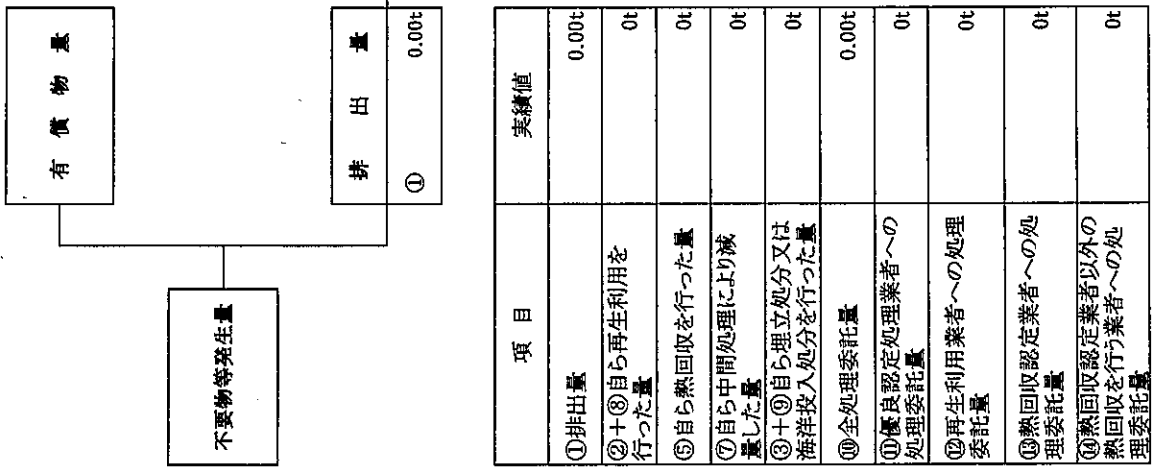 有 償 物 量
不要物等発生量
排 出 量
① 0.00t
項 目 実績値
①排出量 0.00t
②+⑧自ら再生利用を
行った量 0t
⑤自ら熱回収を行った量 0t
⑦自ら中間処理により減
量した量 0t
③+⑨自ら埋立処分又は
海洋投入処分を行った量 0t
⑩全処理委託量 0.00t
⑪優良認定処理業者への
処理委託量 0t
⑫再生利用業者への処理
委託量 0t
⑬熱回収認定業者への処
理委託量 0t
⑭熱回収認定業者以外の
熱回収を行う業者への処
理委託量 0t